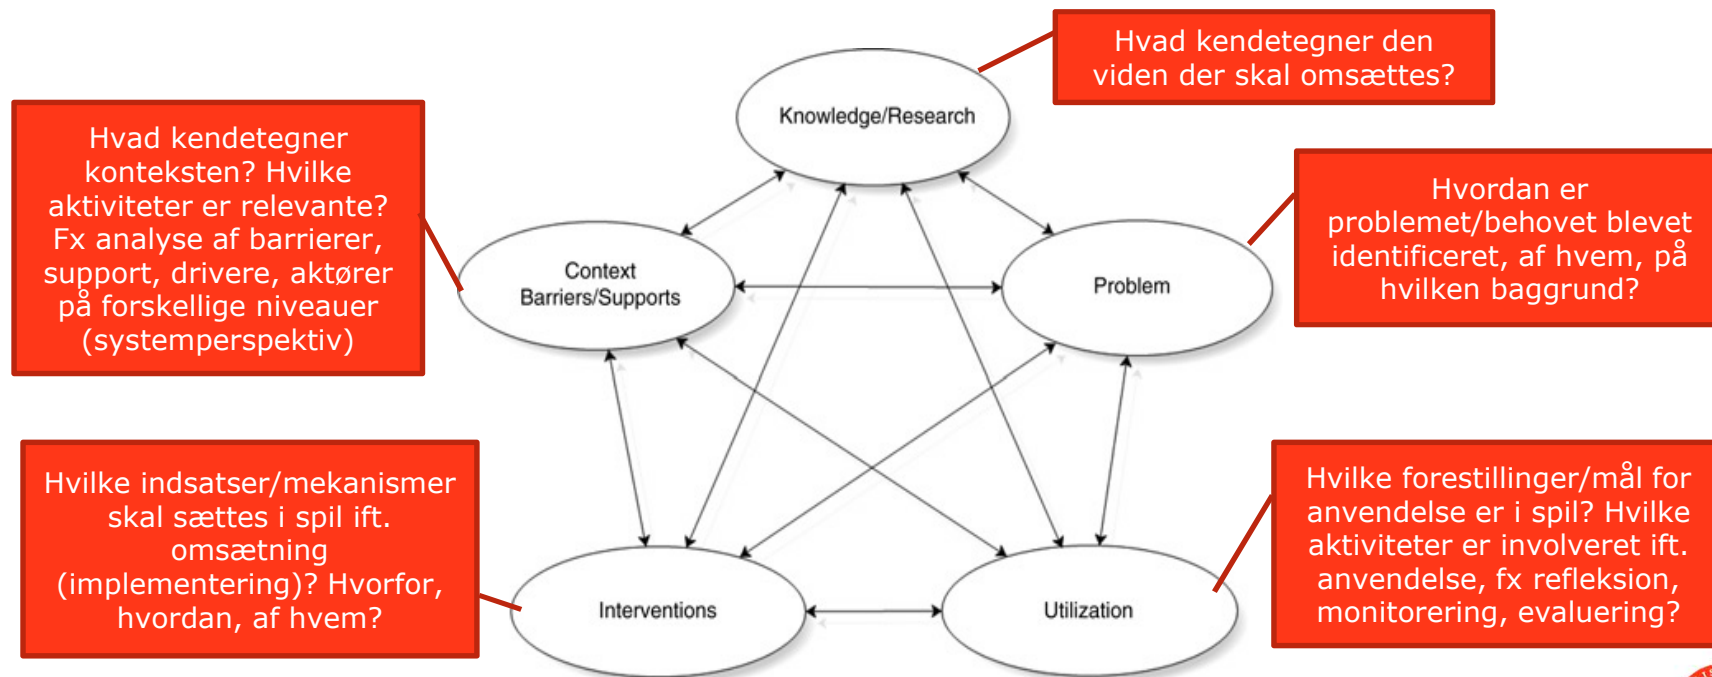 Hvad kendetegner den
viden der skal omsættes?
Knowledge/Research
Hvad kendetegner
konteksten? Hvilke
aktiviteter er relevante?
Fx analyse af barrierer,
support, drivere, aktører
på forskellige niveauer
(systemperspektiv)
Hvordan er
problemet/behovet blevet
identificeret, af hvem, på
hvilken baggrund?
Context
Barriers/Supports
Problem
Hvilke indsatser/mekanismer
skal sættes i spil ift.
omsætning
(implementering)? Hvorfor,
hvordan, af hvem?
Hvilke forestillinger/mål for
anvendelse er i spil? Hvilke
aktiviteter er involveret ift.
anvendelse, fx refleksion,
monitorering, evaluering?
Interventions
Utilization